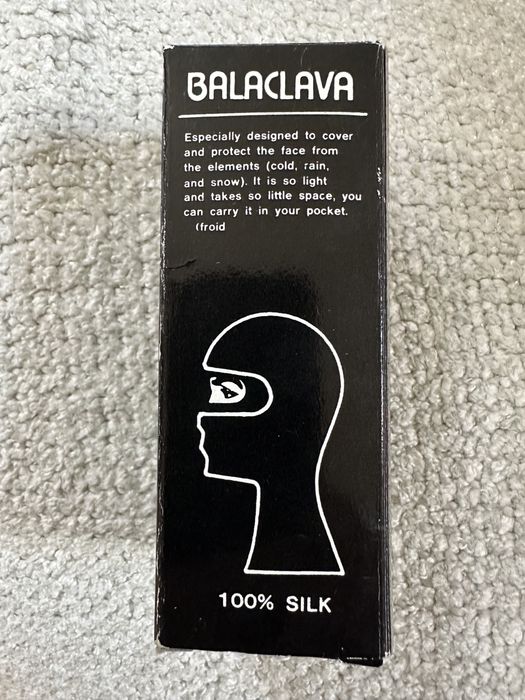 BALACLAVA
Especially designed to cover
and protect the face from
the elements (cold, rain,
and snow). It is so light
and takes so little space, you
can carry it in your pocket.
(froid
100% SILK